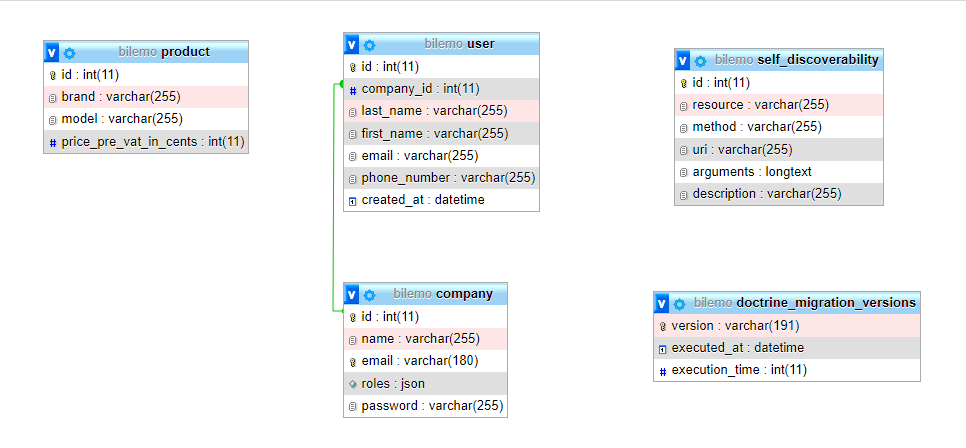 v bilemo product
id : int(11)
brand : varchar(255)
model : varchar(255)
# price_pre_vat_in_cents : int(11)
v bilemo user
id : int(11)
# company_id : int(11)
last_name : varchar(255)
first_name : varchar(255)
email : varchar(255)
phone_number : varchar(255)
created_at : datetime
v bilemo self_discoverability
id : int(11)
resource : varchar(255)
method : varchar(255)
uri : varchar(255)
arguments : longtext
description : varchar(255)
v bilemo company
id : int(11)
name : varchar(255)
email : varchar(180)
roles : json
password : varchar(255)
v bilemo doctrine_migration_versions
version : varchar(191)
executed_at : datetime
# execution_time : int(11)